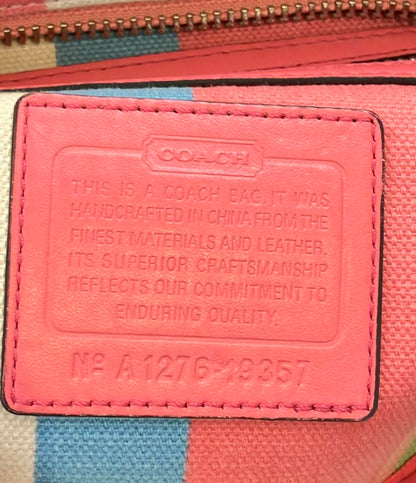 COACH
THIS IS A COACH BAG. IT WAS
HANDCRAFTED IN CHINA FROM THE
FINEST MATERIALS AND LEATHER.
ITS SUPERIOR CRAFTSMANSHIP
REFLECTS OUR COMMITMENT TO
ENDURING QUALITY.
Nº A1276-19357